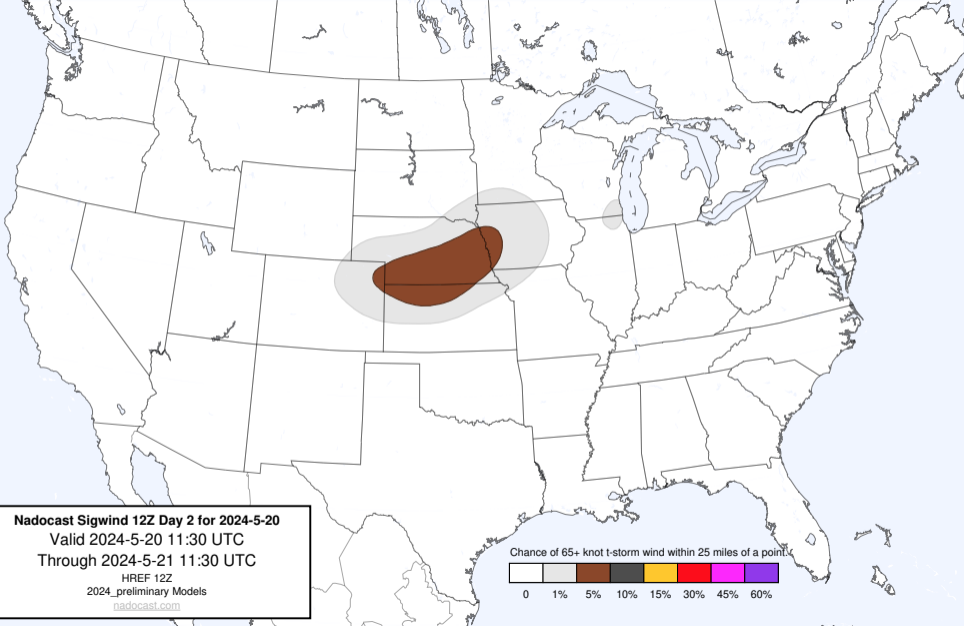 Nadocast Sigwind 12Z Day 2 for 2024-5-20
Valid 2024-5-20 11:30 UTC
Through 2024-5-21 11:30 UTC
HREF 12Z
2024_preliminary Models
nadocast.com
Chance of 65+ knot t-storm wind within 25 miles of a point.
0 1% 5% 10% 15% 30% 45% 60%